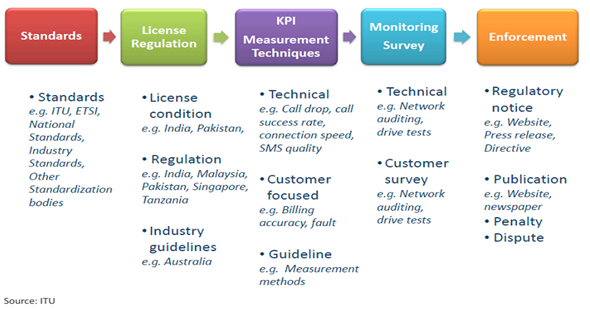 Standards
License
Regulation
KPI
Measurement
Techniques
Monitoring
Survey
Enforcement
• Standards
e.g. ITU, ETSI,
National
Standards,
Industry
Standards,
Other
Standardization
bodies
• License
condition
e.g. India, Pakistan,
• Regulation
e.g. India, Malaysia,
Pakistan, Singapore,
Tanzania
• Industry
guidelines
e.g. Australia
• Technical
e.g. Call drop, call
success rate,
connection speed,
SMS quality
• Customer
focused
e.g. Billing
accuracy, fault
• Guideline
e.g. Measurement
methods
• Technical
e.g. Network
auditing,
drive tests
• Customer
survey
e.g. Network
auditing,
drive tests
• Regulatory
notice
e.g. Website,
Press release,
Directive
• Publication
e.g. Website,
newspaper
• Penalty
• Dispute
Source: ITU